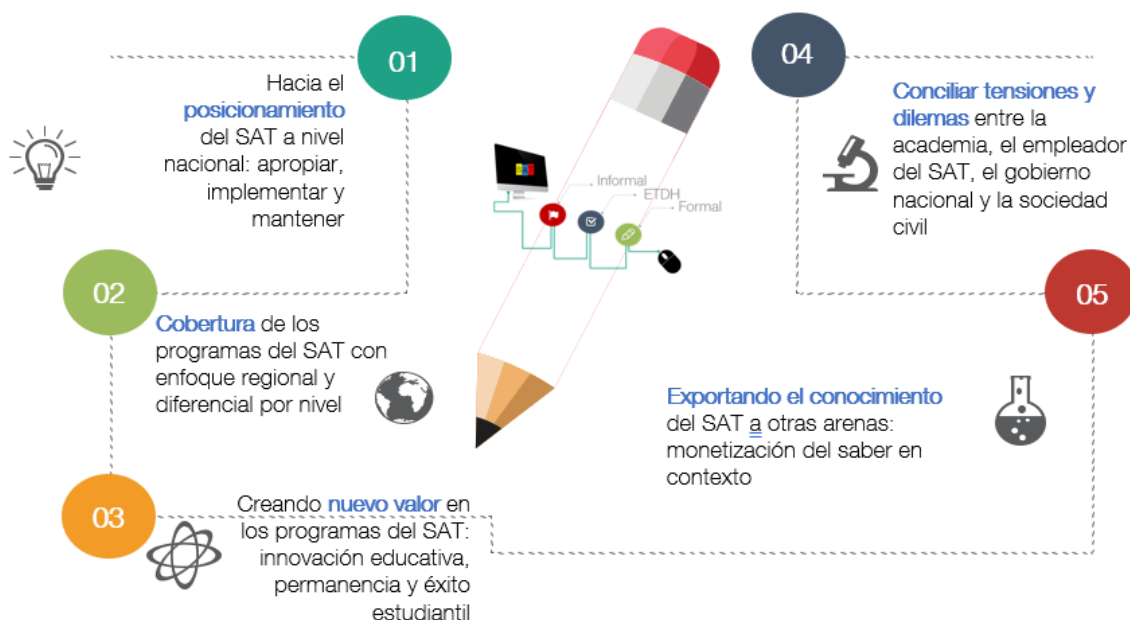 01
Hacia el
posicionamiento
del SAT a nivel
nacional: apropiar,
implementar y
mantener
02
Cobertura de los
programas del SAT con
enfoque regional y
diferencial por nivel
03
Creando nuevo valor en
los programas del SAT:
innovación educativa,
permanencia y éxito
estudiantil
SAT
Informal
ETDH
Formal
04
Conciliar tensiones y
dilemas entre la
academia, el empleador
del SAT, el gobierno
nacional y la sociedad
civil
05
Exportando el conocimiento
del SAT a otras arenas:
monetización del saber en
contexto